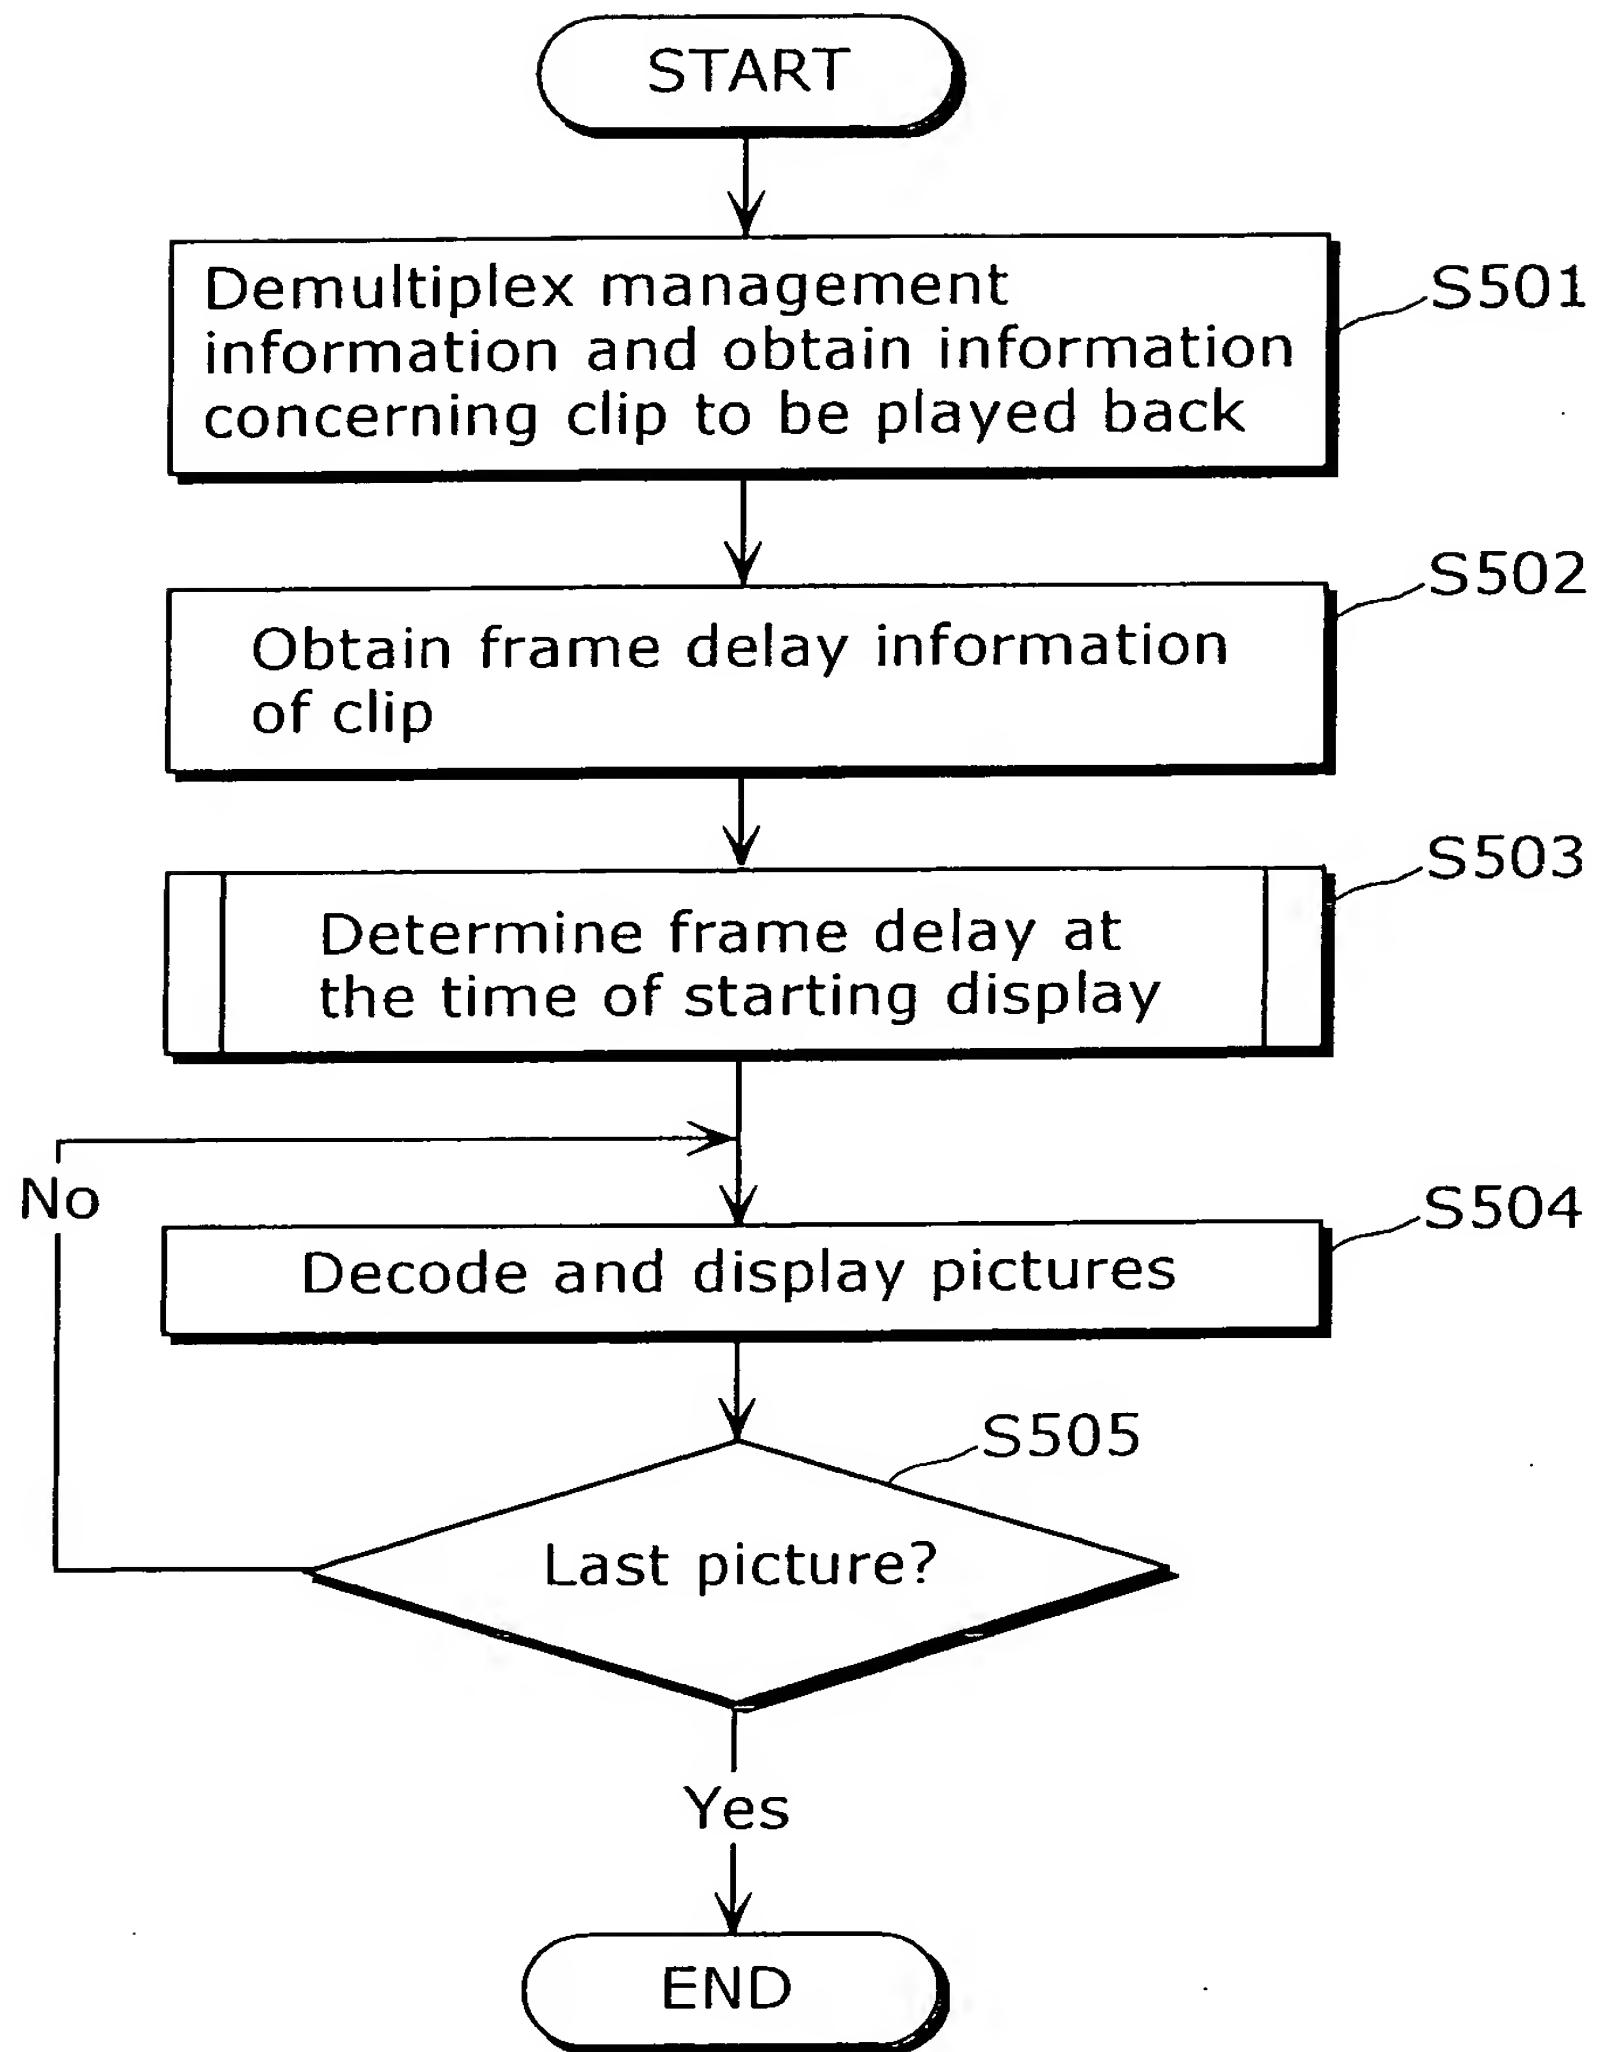 START
Demultiplex management
information and obtain information
concerning clip to be played back
S501
Obtain frame delay information
of clip
S502
Determine frame delay at
the time of starting display
S503
No
Decode and display pictures
S504
Last picture?
S505
Yes
END